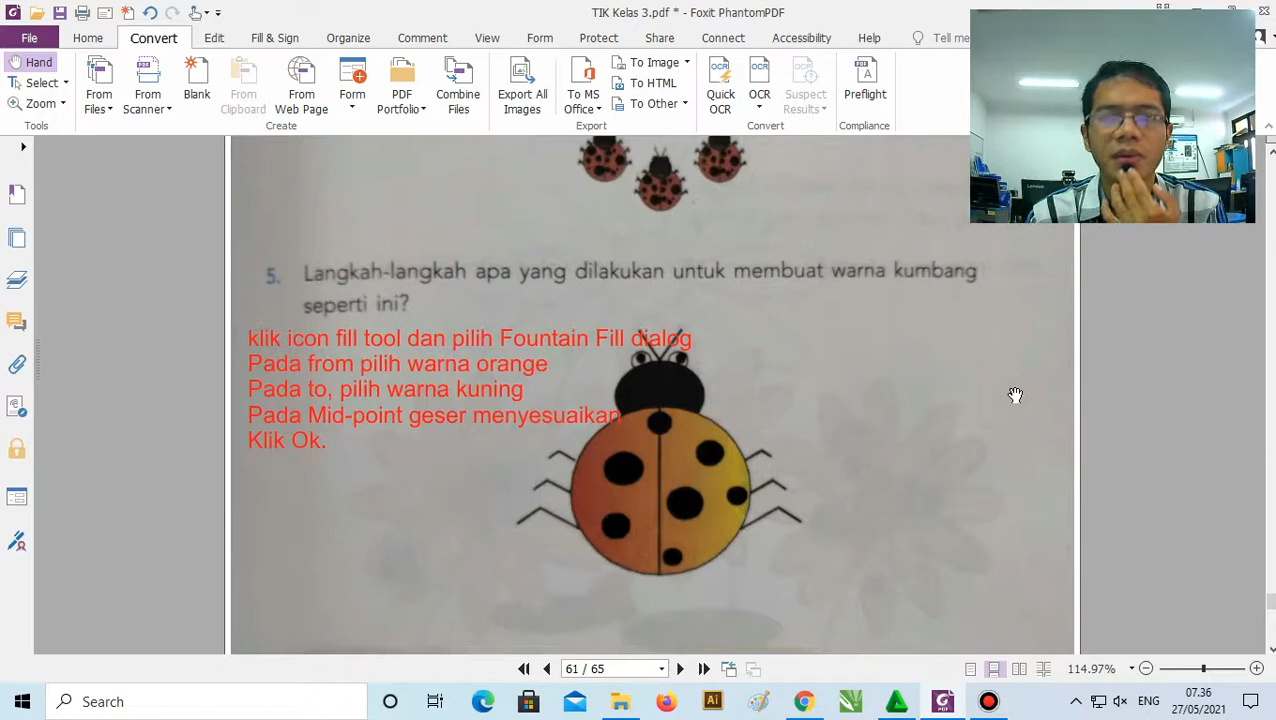 TIK Kelas 3.pdf * - Foxit PhantomPDF
File Home Convert Edit Fill & Sign Organize Comment View Form Protect Share Connect Accessibility Help Tell me
Hand
Select
Zoom
Tools
From Files
From Scanner
Blank
From Clipboard
From Web Page
Form
PDF Portfolio
Combine Files
Create
Export All Images
To MS Office
To Image
To HTML
To Other
Export
Quick OCR
OCR
Suspect Results
Convert
Preflight
Compliance
5. Langkah-langkah apa yang dilakukan untuk membuat warna kumbang
seperti ini?
klik icon fill tool dan pilih Fountain Fill dialog
Pada from pilih warna orange
Pada to, pilih warna kuning
Pada Mid-point geser menyesuaikan
Klik Ok.
61 / 65
114.97%
Search
ENG
07.36
27/05/2021